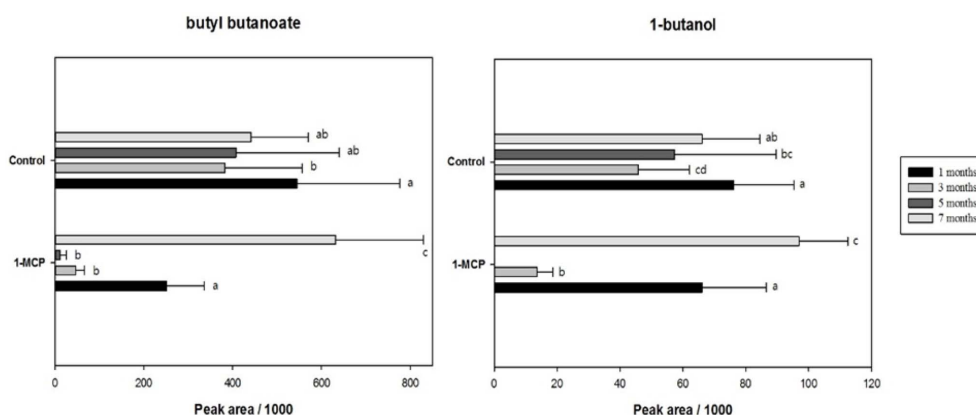 butyl butanoate
Control
ab
ab
b
a
1-MCP
c
b
b
a
0 200 400 600 800
Peak area / 1000
1-butanol
Control
ab
bc
cd
a
1-MCP
c
b
a
0 20 40 60 80 100 120
Peak area / 1000
1 months
3 months
5 months
7 months